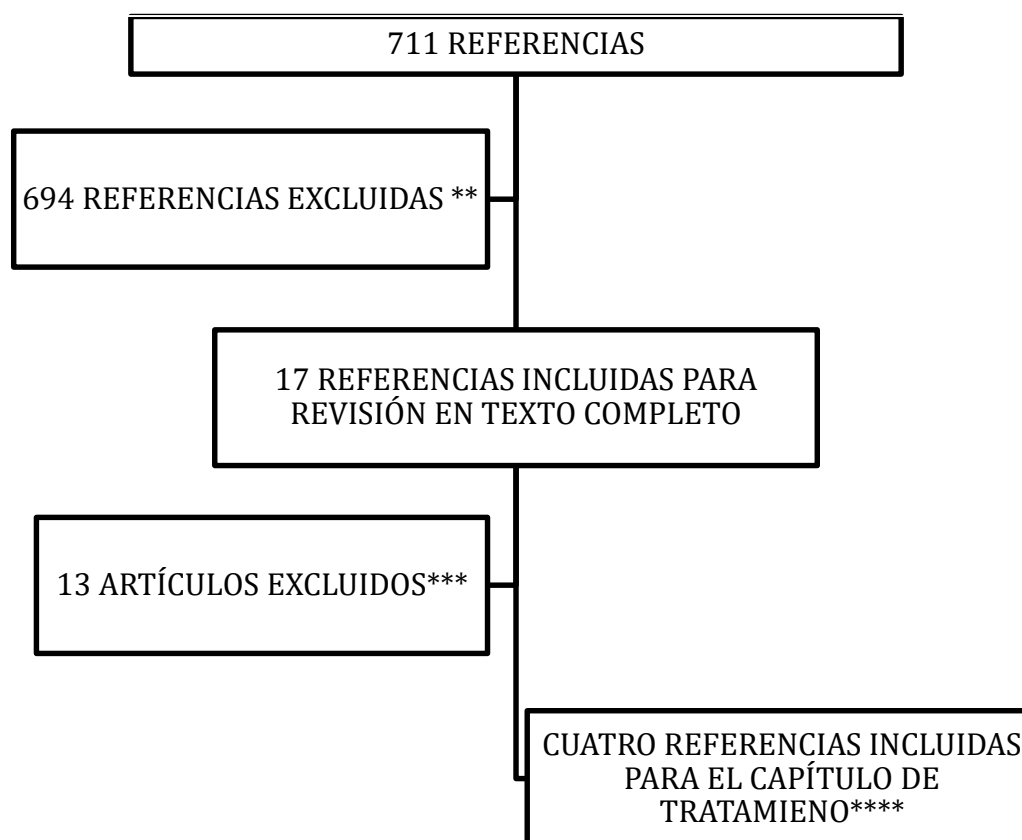 711 REFERENCIAS
694 REFERENCIAS EXCLUIDAS **
17 REFERENCIAS INCLUIDAS PARA
REVISIÓN EN TEXTO COMPLETO
13 ARTÍCULOS EXCLUIDOS***
CUATRO REFERENCIAS INCLUIDAS
PARA EL CAPÍTULO DE
TRATAMIENO****